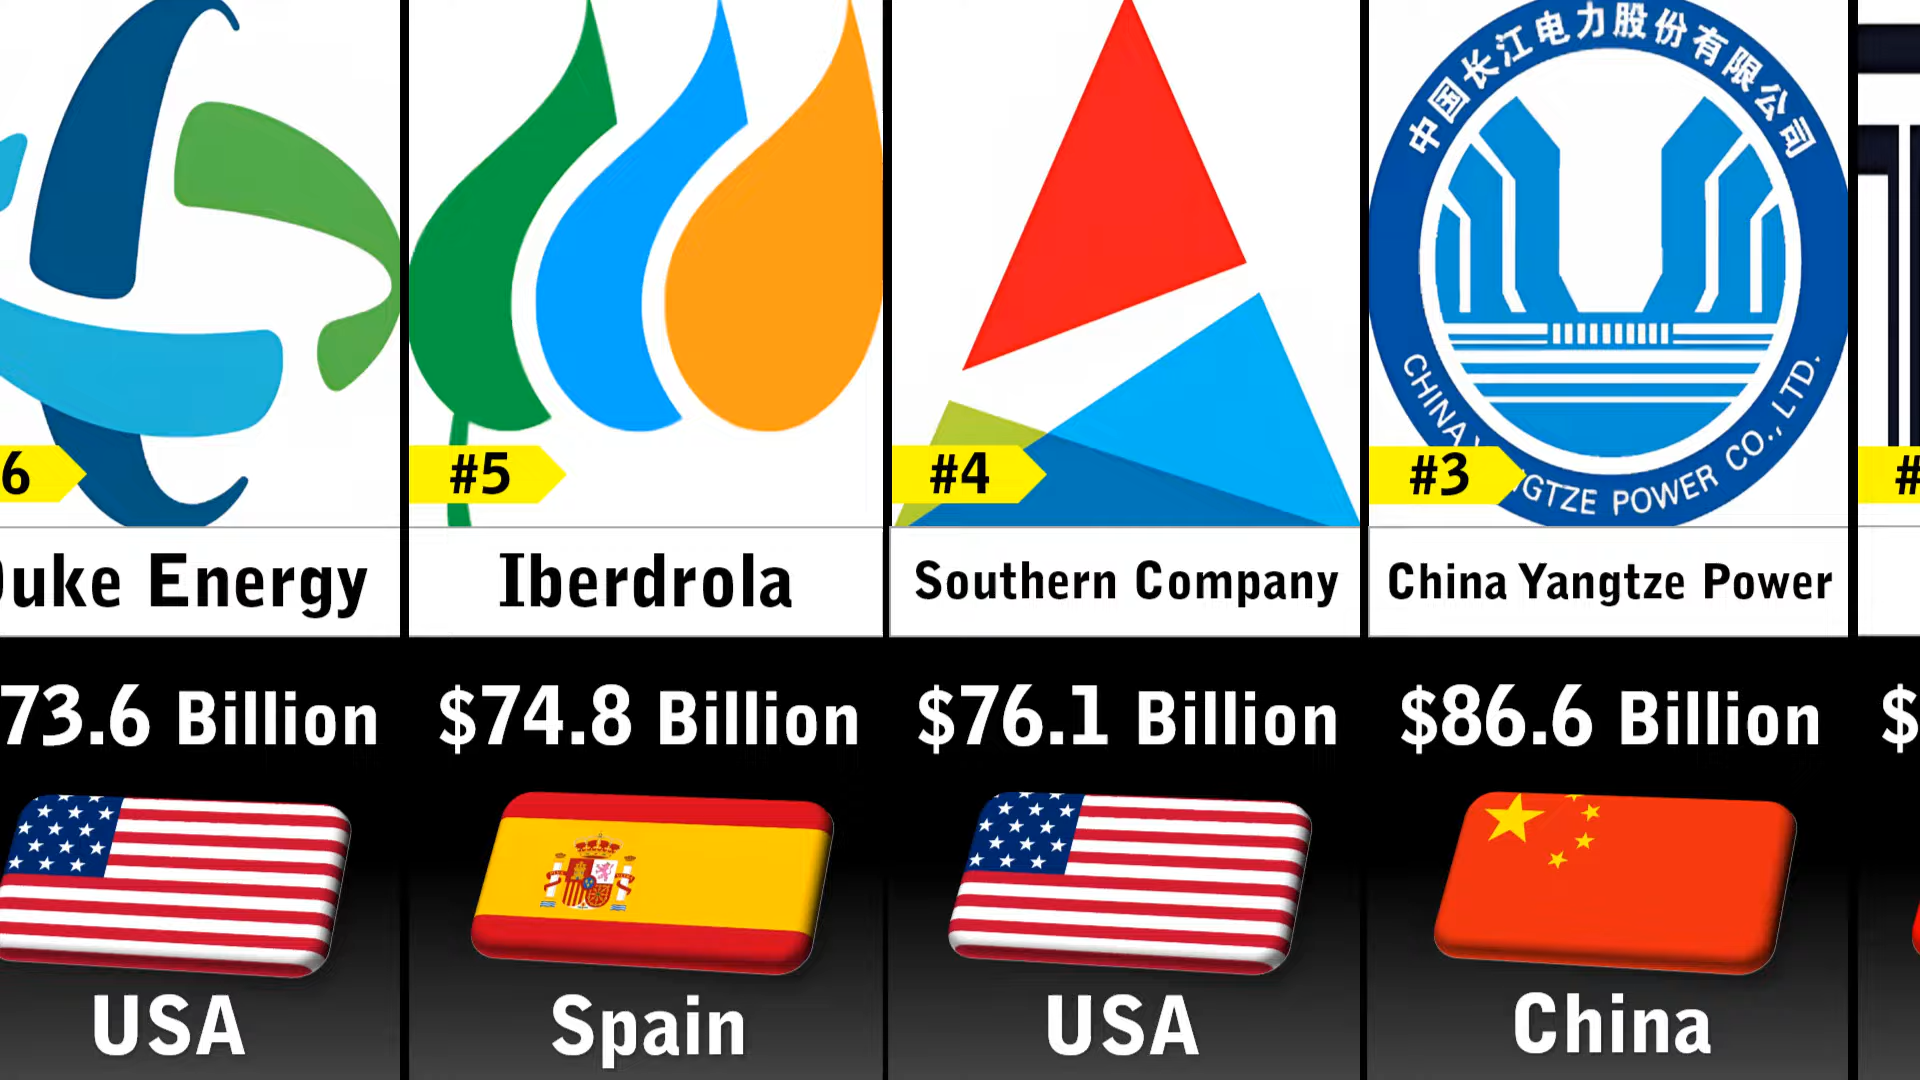 6
uke Energy
73.6 Billion
USA
#5
Iberdrola
$74.8 Billion
Spain
#4
Southern Company
$76.1 Billion
USA
中国长江电力股份有限公司
CHINA GTZE POWER CO., LTD.
#3
China Yangtze Power
$86.6 Billion
China
#
$